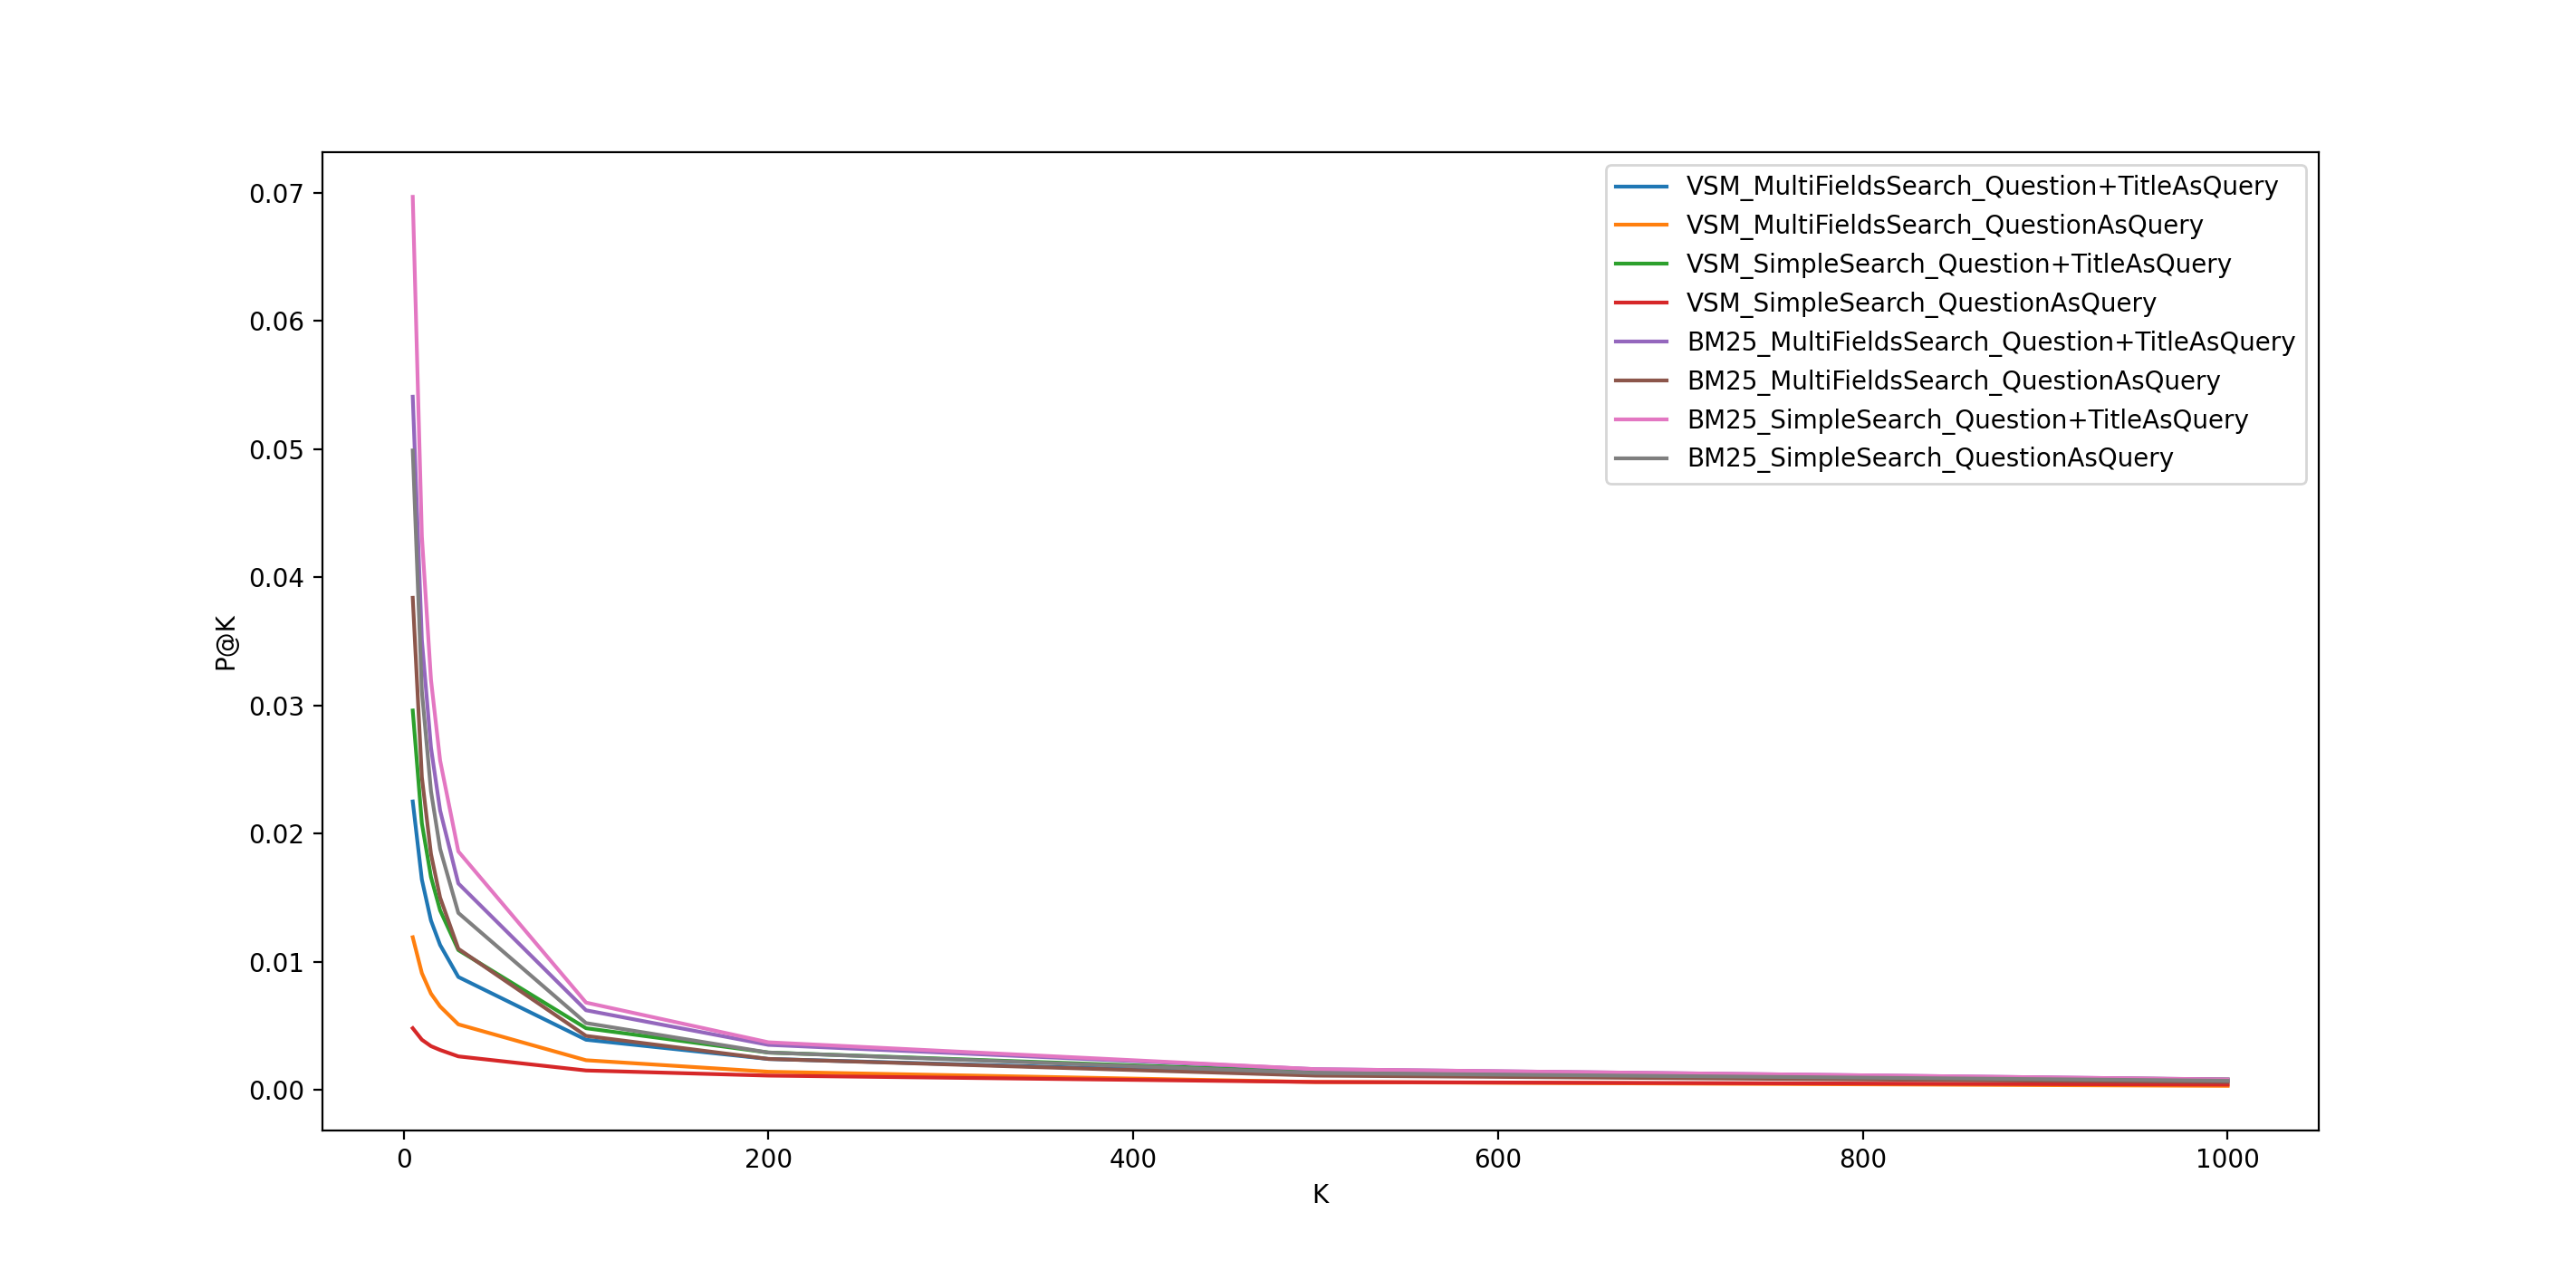 VSM_MultiFieldsSearch_Question+TitleAsQuery
VSM_MultiFieldsSearch_QuestionAsQuery
VSM_SimpleSearch_Question+TitleAsQuery
VSM_SimpleSearch_QuestionAsQuery
BM25_MultiFieldsSearch_Question+TitleAsQuery
BM25_MultiFieldsSearch_QuestionAsQuery
BM25_SimpleSearch_Question+TitleAsQuery
BM25_SimpleSearch_QuestionAsQuery
P@K
0.07
0.06
0.05
0.04
0.03
0.02
0.01
0.00
0 200 400 600 800 1000
K